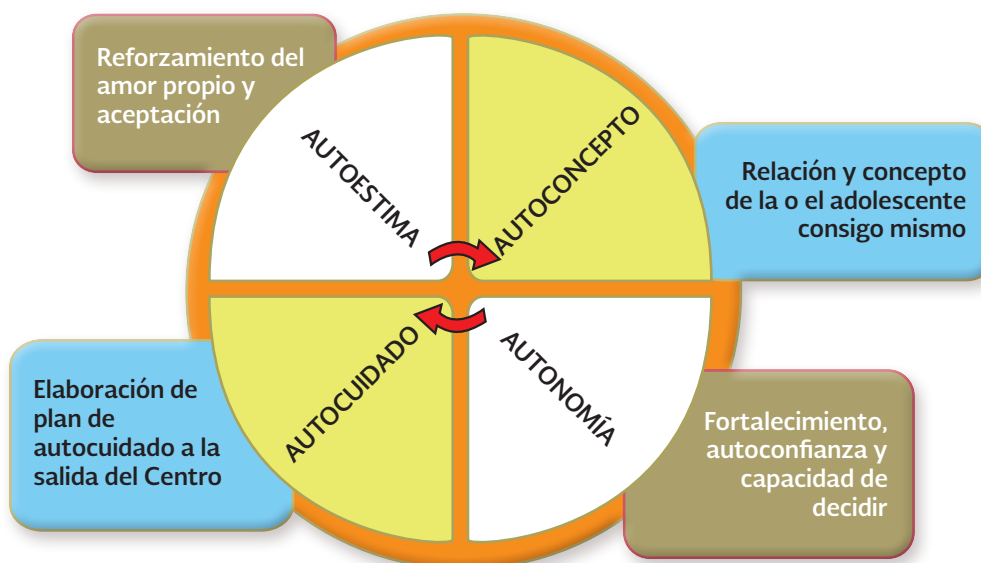 Reforzamiento del
amor propio y
aceptación
AUTOESTIMA
AUTOCONCEPTO
Relación y concepto
de la o el adolescente
consigo mismo
Elaboración de
plan de
autocuidado a la
salida del Centro
AUTOCUIDADO
AUTONOMÍA
Fortalecimiento,
autoconfianza y
capacidad de
decidir